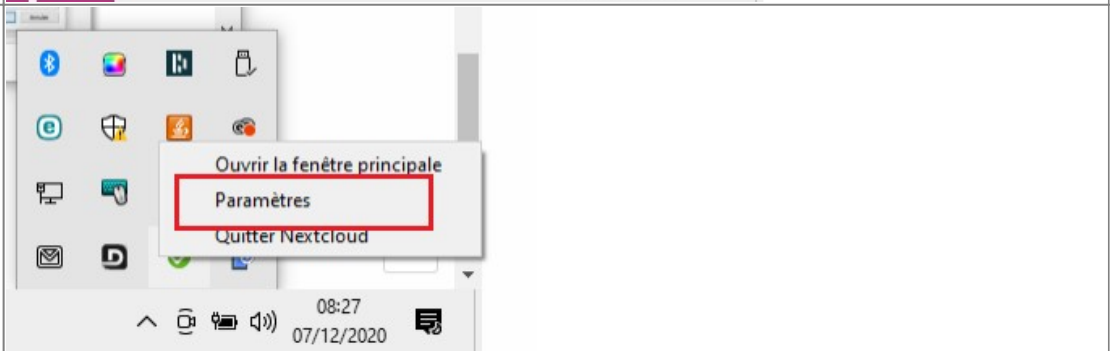 Ouvrir la fenêtre principale
Paramètres
Quitter Nextcloud
08:27
07/12/2020